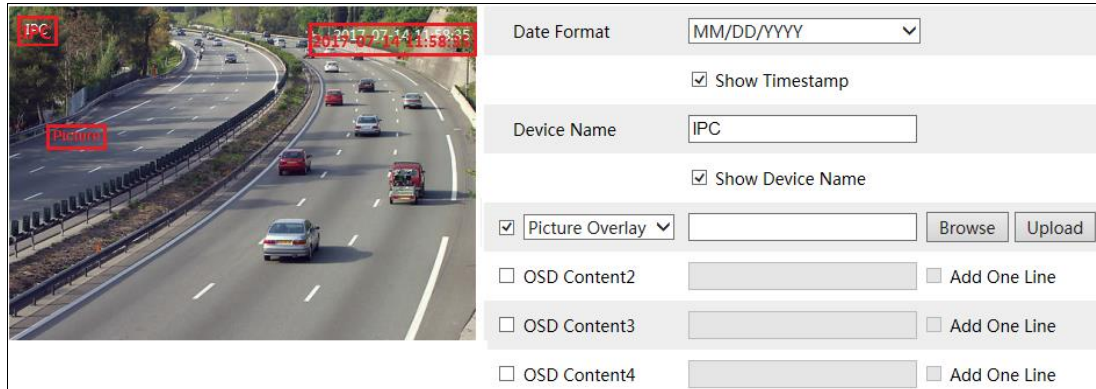 IPC
IPC
2017-07-14 11:58:35
2017-07-14 11:58:35
Picture
Date Format MM/DD/YYYY
Show Timestamp
Device Name IPC
Show Device Name
Picture Overlay Browse Upload
OSD Content2 Add One Line
OSD Content3 Add One Line
OSD Content4 Add One Line